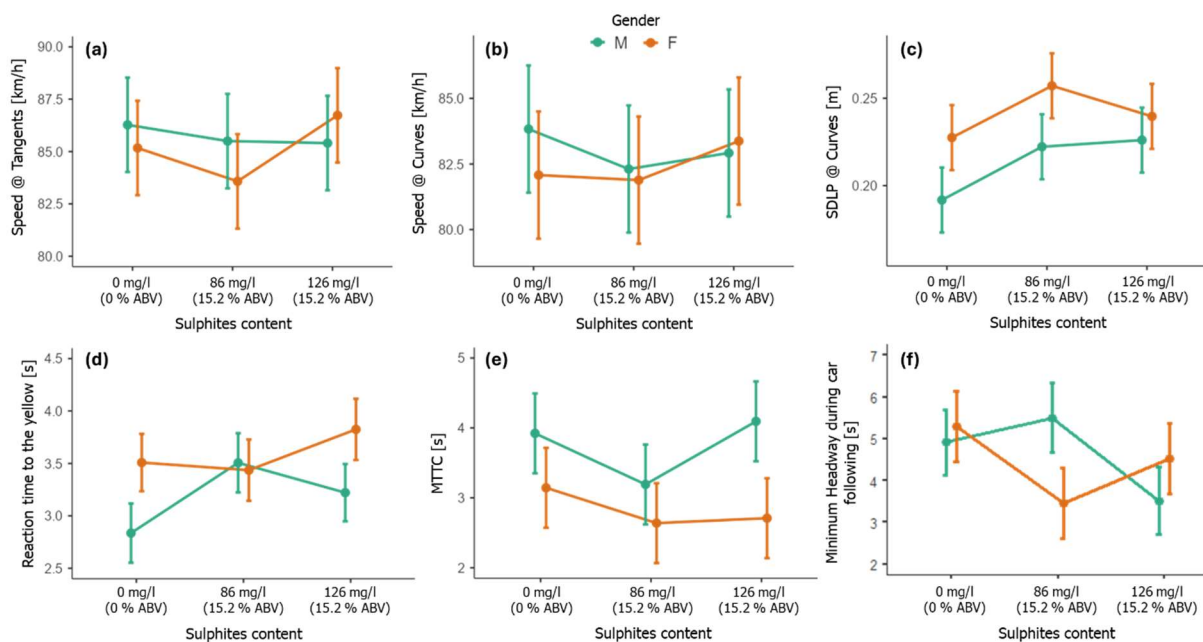 Gender
M F
(a)
Speed @ Tangents [km/h]
90.0
87.5
85.0
82.5
80.0
0 mg/l
(0 % ABV)
86 mg/l
(15.2 % ABV)
126 mg/l
(15.2 % ABV)
Sulphites content
(b)
Speed @ Curves [km/h]
85.0
82.5
80.0
0 mg/l
(0 % ABV)
86 mg/l
(15.2 % ABV)
126 mg/l
(15.2 % ABV)
Sulphites content
(c)
SDLP @ Curves [m]
0.25
0.20
0 mg/l
(0 % ABV)
86 mg/l
(15.2 % ABV)
126 mg/l
(15.2 % ABV)
Sulphites content
(d)
Reaction time to the yellow [s]
4.5
4.0
3.5
3.0
2.5
0 mg/l
(0 % ABV)
86 mg/l
(15.2 % ABV)
126 mg/l
(15.2 % ABV)
Sulphites content
(e)
MTTC [s]
5
4
3
2
0 mg/l
(0 % ABV)
86 mg/l
(15.2 % ABV)
126 mg/l
(15.2 % ABV)
Sulphites content
(f)
Minimum Headway during car
following [s]
7
6
5
4
3
2
0 mg/l
(0 % ABV)
86 mg/l
(15.2 % ABV)
126 mg/l
(15.2 % ABV)
Sulphites content